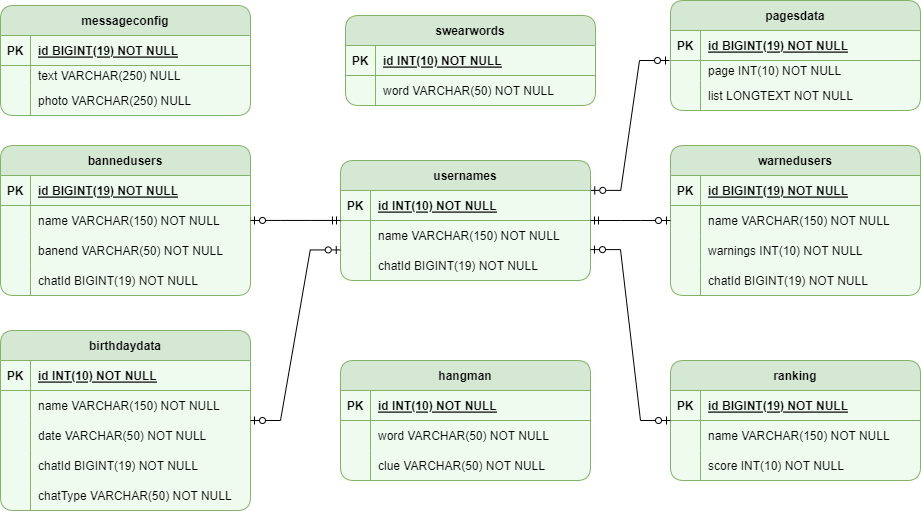 messageconfig
PK id BIGINT(19) NOT NULL
text VARCHAR(250) NULL
photo VARCHAR(250) NULL
swearwords
PK id INT(10) NOT NULL
word VARCHAR(50) NOT NULL
pagesdata
PK id BIGINT(19) NOT NULL
page INT(10) NOT NULL
list LONGTEXT NOT NULL
bannedusers
PK id BIGINT(19) NOT NULL
name VARCHAR(150) NOT NULL
banend VARCHAR(50) NOT NULL
chatId BIGINT(19) NOT NULL
usernames
PK id INT(10) NOT NULL
name VARCHAR(150) NOT NULL
chatId BIGINT(19) NOT NULL
warnedusers
PK id BIGINT(19) NOT NULL
name VARCHAR(150) NOT NULL
warnings INT(10) NOT NULL
chatId BIGINT(19) NOT NULL
birthdaydata
PK id INT(10) NOT NULL
name VARCHAR(150) NOT NULL
date VARCHAR(50) NOT NULL
chatId BIGINT(19) NOT NULL
chatType VARCHAR(50) NOT NULL
hangman
PK id INT(10) NOT NULL
word VARCHAR(50) NOT NULL
clue VARCHAR(50) NOT NULL
ranking
PK id BIGINT(19) NOT NULL
name VARCHAR(150) NOT NULL
score INT(10) NOT NULL